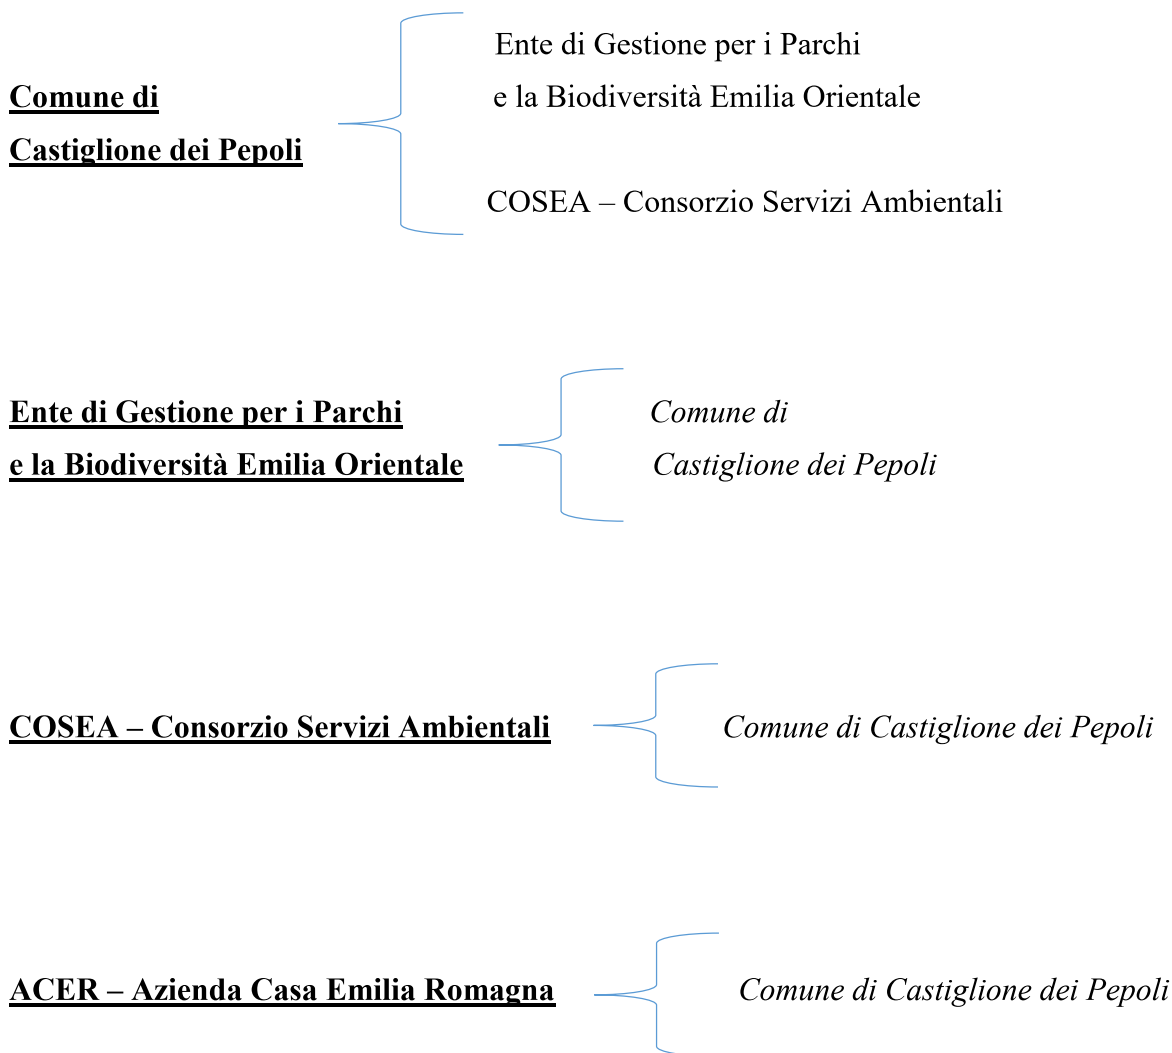 Comune di
Castiglione dei Pepoli
Ente di Gestione per i Parchi
e la Biodiversità Emilia Orientale
COSEA – Consorzio Servizi Ambientali
Ente di Gestione per i Parchi
e la Biodiversità Emilia Orientale
Comune di
Castiglione dei Pepoli
COSEA – Consorzio Servizi Ambientali
Comune di Castiglione dei Pepoli
ACER – Azienda Casa Emilia Romagna
Comune di Castiglione dei Pepoli